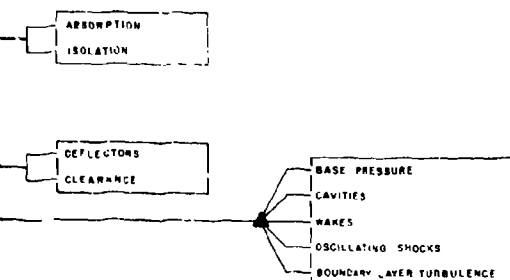 ABSORPTION
ISOLATION
DEFLECTORS
CLEARANCE
BASE PRESSURE
CAVITIES
WAKES
OSCILLATING SHOCKS
BOUNDARY LAYER TURBULENCE